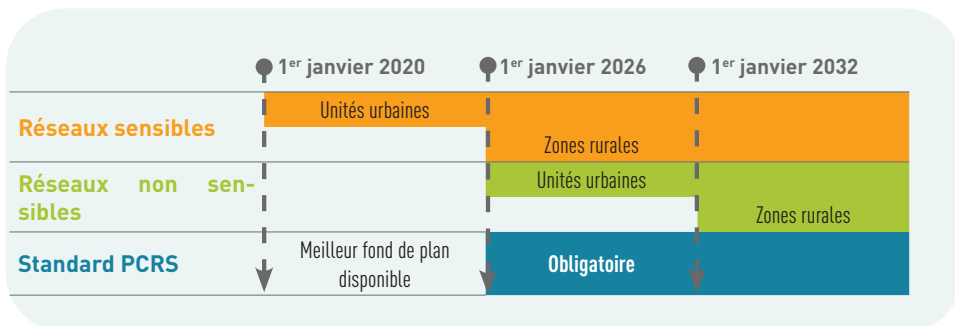 1er janvier 2020 1er janvier 2026 1er janvier 2032
Unités urbaines
Réseaux sensibles
Zones rurales
Réseaux non sen-
sibles
Unités urbaines
Zones rurales
Standard PCRS
Meilleur fond de plan
disponible
Obligatoire